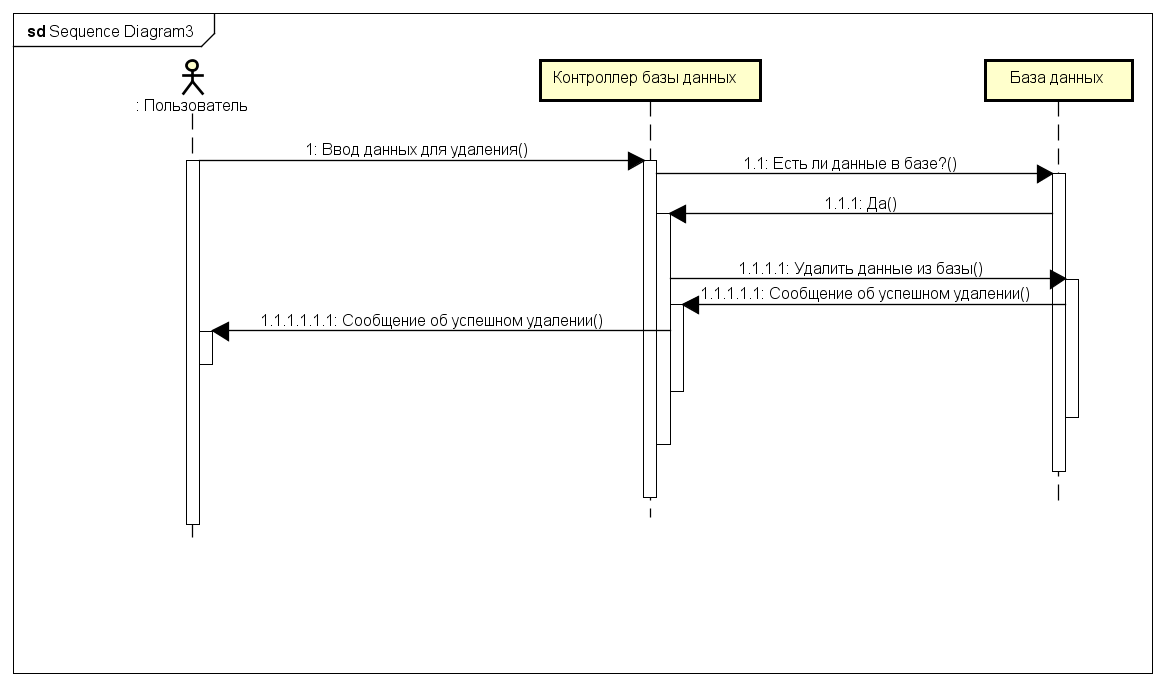 sd Sequence Diagram3
: Пользователь
Контроллер базы данных
База данных
1: Ввод данных для удаления()
1.1: Есть ли данные в базе?()
1.1.1: Да()
1.1.1.1: Удалить данные из базы()
1.1.1.1.1: Сообщение об успешном удалении()
1.1.1.1.1.1: Сообщение об успешном удалении()